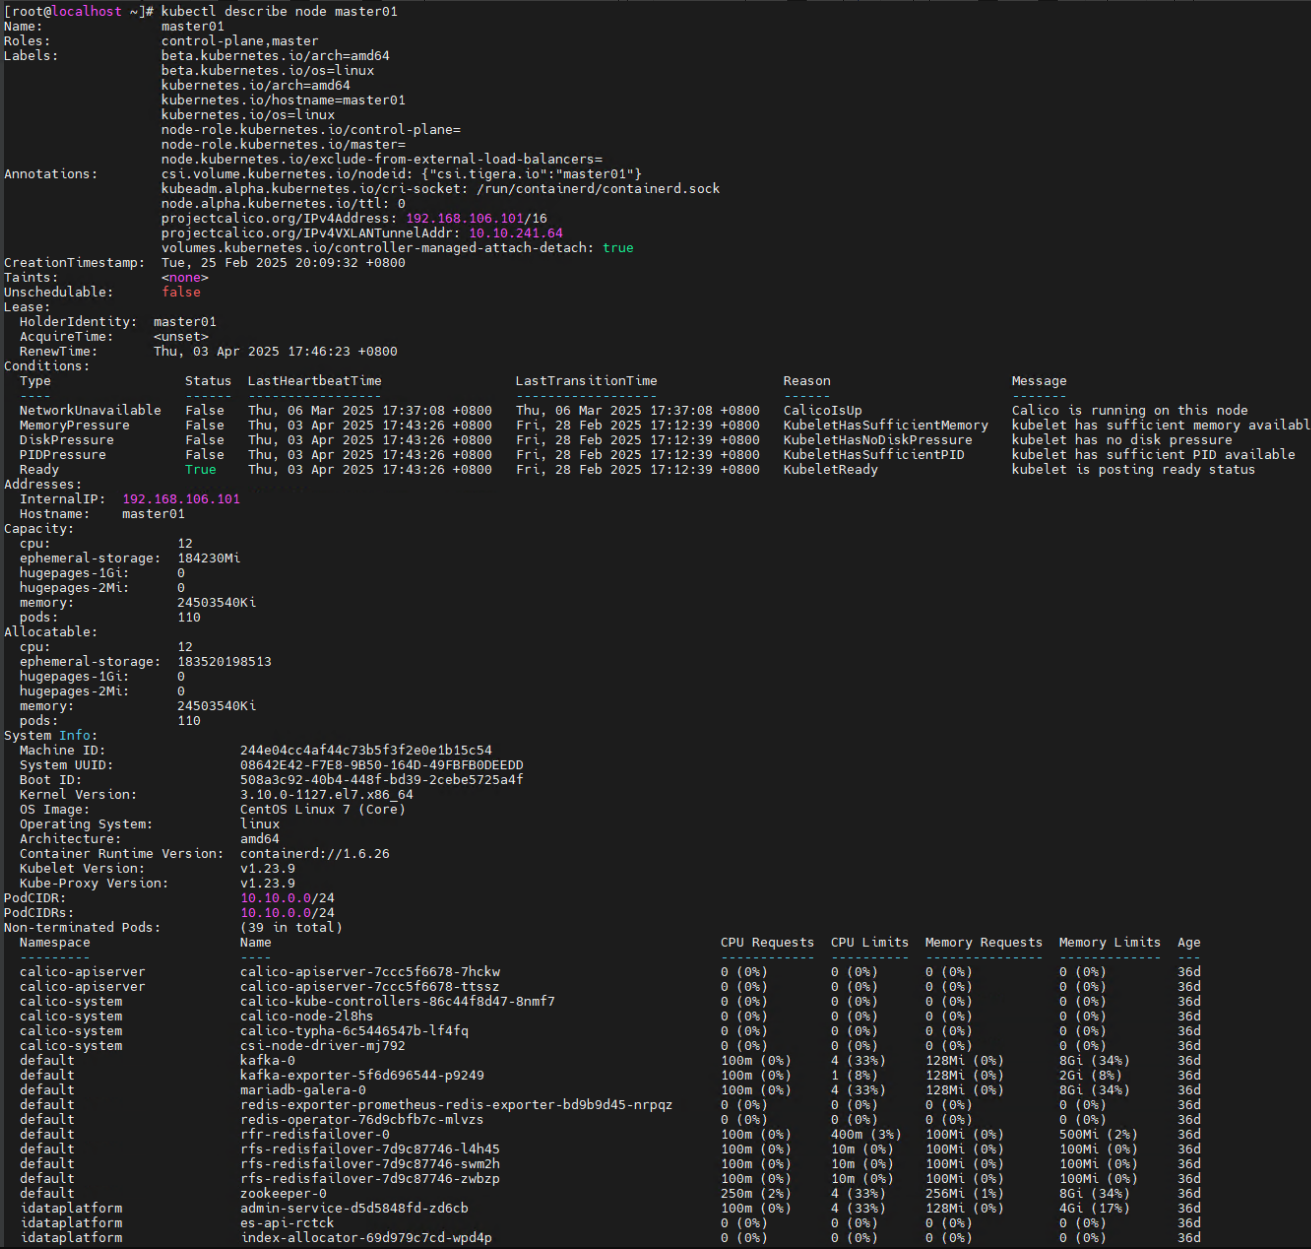 [root@localhost ~]# kubectl describe node master01
Name:               master01
Roles:              control-plane,master
Labels:             beta.kubernetes.io/arch=amd64
                    beta.kubernetes.io/os=linux
                    kubernetes.io/arch=amd64
                    kubernetes.io/hostname=master01
                    kubernetes.io/os=linux
                    node-role.kubernetes.io/control-plane=
                    node-role.kubernetes.io/master=
                    node.kubernetes.io/exclude-from-external-load-balancers=
Annotations:        csi.volume.kubernetes.io/nodeid: {"csi.tigera.io":"master01"}
                    kubeadm.alpha.kubernetes.io/cri-socket: /run/containerd/containerd.sock
                    node.alpha.kubernetes.io/ttl: 0
                    projectcalico.org/IPv4Address: 192.168.106.101/16
                    projectcalico.org/IPv4VXLANTunnelAddr: 10.10.241.64
                    volumes.kubernetes.io/controller-managed-attach-detach: true
CreationTimestamp:  Tue, 25 Feb 2025 20:09:32 +0800
Taints:             <none>
Unschedulable:      false
Lease:
  HolderIdentity:  master01
  AcquireTime:     <unset>
  RenewTime:       Thu, 03 Apr 2025 17:46:23 +0800
Conditions:
  Type                 Status  LastHeartbeatTime                 LastTransitionTime                Reason                       Message
  ----                 ------  -----------------                 ------------------                ------                       -------
  NetworkUnavailable   False   Thu, 06 Mar 2025 17:37:08 +0800   Thu, 06 Mar 2025 17:37:08 +0800   CalicoIsUp                   Calico is running on this node
  MemoryPressure       False   Thu, 03 Apr 2025 17:43:26 +0800   Fri, 28 Feb 2025 17:12:39 +0800   KubeletHasSufficientMemory   kubelet has sufficient memory availabl
  DiskPressure         False   Thu, 03 Apr 2025 17:43:26 +0800   Fri, 28 Feb 2025 17:12:39 +0800   KubeletHasNoDiskPressure     kubelet has no disk pressure
  PIDPressure          False   Thu, 03 Apr 2025 17:43:26 +0800   Fri, 28 Feb 2025 17:12:39 +0800   KubeletHasSufficientPID      kubelet has sufficient PID available
  Ready                True    Thu, 03 Apr 2025 17:43:26 +0800   Fri, 28 Feb 2025 17:12:39 +0800   KubeletReady                 kubelet is posting ready status
Addresses:
  InternalIP:  192.168.106.101
  Hostname:    master01
Capacity:
  cpu:                12
  ephemeral-storage:  184230Mi
  hugepages-1Gi:      0
  hugepages-2Mi:      0
  memory:             24503540Ki
  pods:               110
Allocatable:
  cpu:                12
  ephemeral-storage:  183520198513
  hugepages-1Gi:      0
  hugepages-2Mi:      0
  memory:             24503540Ki
  pods:               110
System Info:
  Machine ID:                 244e04cc4af44c73b5f3f2e0e1b15c54
  System UUID:                08642E42-F7E8-9B50-164D-49FBFB0DEEDD
  Boot ID:                    508a3c92-40b4-448f-bd39-2cebe5725a4f
  Kernel Version:             3.10.0-1127.el7.x86_64
  OS Image:                   CentOS Linux 7 (Core)
  Operating System:           linux
  Architecture:               amd64
  Container Runtime Version:  containerd://1.6.26
  Kubelet Version:            v1.23.9
  Kube-Proxy Version:         v1.23.9
PodCIDR:                      10.10.0.0/24
PodCIDRs:                     10.10.0.0/24
Non-terminated Pods:          (39 in total)
  Namespace                   Name                                                         CPU Requests  CPU Limits  Memory Requests  Memory Limits  Age
  ---------                   ----                                                         ------------  ----------  ---------------  -------------  ---
  calico-apiserver            calico-apiserver-7ccc5f6678-7hckw                            0 (0%)        0 (0%)      0 (0%)           0 (0%)         36d
  calico-apiserver            calico-apiserver-7ccc5f6678-ttssz                            0 (0%)        0 (0%)      0 (0%)           0 (0%)         36d
  calico-system               calico-kube-controllers-86c44f8d47-8nmf7                     0 (0%)        0 (0%)      0 (0%)           0 (0%)         36d
  calico-system               calico-node-2l8hs                                            0 (0%)        0 (0%)      0 (0%)           0 (0%)         36d
  calico-system               calico-typha-6c5446547b-lf4fq                                0 (0%)        0 (0%)      0 (0%)           0 (0%)         36d
  calico-system               csi-node-driver-mj792                                        0 (0%)        0 (0%)      0 (0%)           0 (0%)         36d
  default                     kafka-0                                                      100m (0%)     4 (33%)     128Mi (0%)       8Gi (34%)      36d
  default                     kafka-exporter-5f6d696544-p9249                              100m (0%)     1 (8%)      128Mi (0%)       2Gi (8%)       36d
  default                     mariadb-galera-0                                             100m (0%)     4 (33%)     128Mi (0%)       8Gi (34%)      36d
  default                     redis-exporter-prometheus-redis-exporter-bd9b9d45-nrpqz      0 (0%)        0 (0%)      0 (0%)           0 (0%)         36d
  default                     redis-operator-76d9cbfb7c-mlvzs                              0 (0%)        0 (0%)      0 (0%)           0 (0%)         36d
  default                     rfr-redisfailover-0                                          100m (0%)     400m (3%)   100Mi (0%)       500Mi (2%)     36d
  default                     rfs-redisfailover-7d9c87746-l4h45                            100m (0%)     10m (0%)    100Mi (0%)       100Mi (0%)     36d
  default                     rfs-redisfailover-7d9c87746-swm2h                            100m (0%)     10m (0%)    100Mi (0%)       100Mi (0%)     36d
  default                     rfs-redisfailover-7d9c87746-zwbzp                            100m (0%)     10m (0%)    100Mi (0%)       100Mi (0%)     36d
  default                     zookeeper-0                                                  250m (2%)     4 (33%)     256Mi (1%)       8Gi (34%)      36d
  idataplatform               admin-service-d5d5848fd-zd6cb                                100m (0%)     4 (33%)     128Mi (0%)       4Gi (17%)      36d
  idataplatform               es-api-rctck                                                 0 (0%)        0 (0%)      0 (0%)           0 (0%)         36d
  idataplatform               index-allocator-69d979c7cd-wpd4p                             0 (0%)        0 (0%)      0 (0%)           0 (0%)         36d